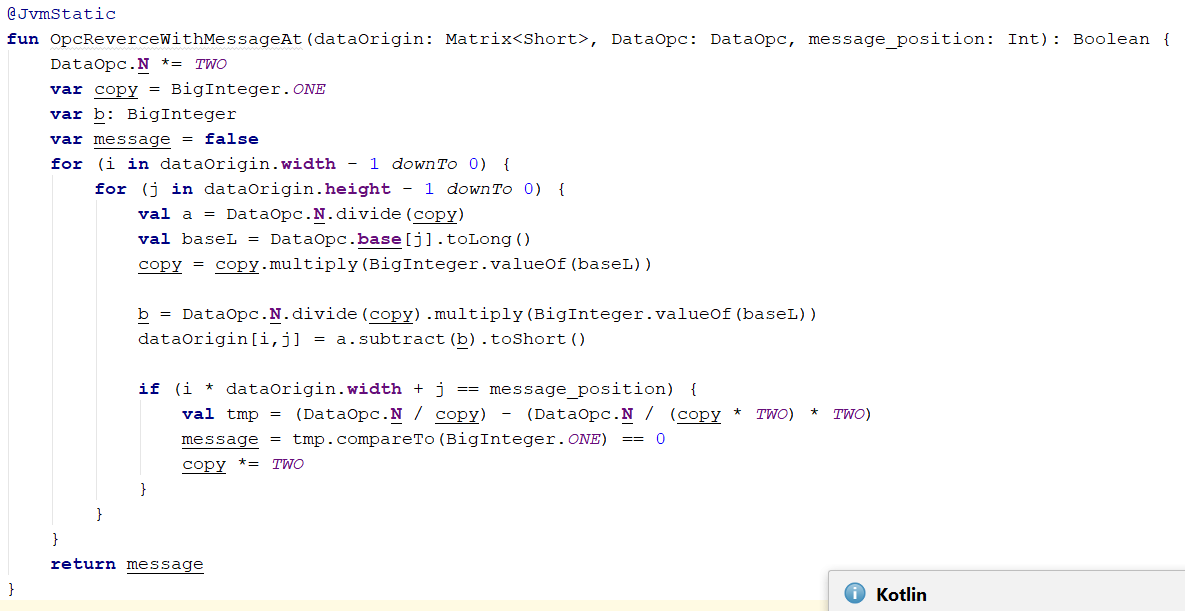 @JvmStatic
fun OpcReverceWithMessageAt(dataOrigin: Matrix<Short>, DataOpc: DataOpc, message_position: Int): Boolean {
DataOpc.N *= TWO
var copy = BigInteger.ONE
var b: BigInteger
var message = false
for (i in dataOrigin.width - 1 downTo 0) {
for (j in dataOrigin.height - 1 downTo 0) {
val a = DataOpc.N.divide(copy)
val baseL = DataOpc.base[j].toLong()
copy = copy.multiply(BigInteger.valueOf(baseL))
b = DataOpc.N.divide(copy).multiply(BigInteger.valueOf(baseL))
dataOrigin[i,j] = a.subtract(b).toShort()
if (i * dataOrigin.width + j == message_position) {
val tmp = (DataOpc.N / copy) - (DataOpc.N / (copy * TWO) * TWO)
message = tmp.compareTo(BigInteger.ONE) == 0
copy *= TWO
}
}
}
return message
}
Kotlin